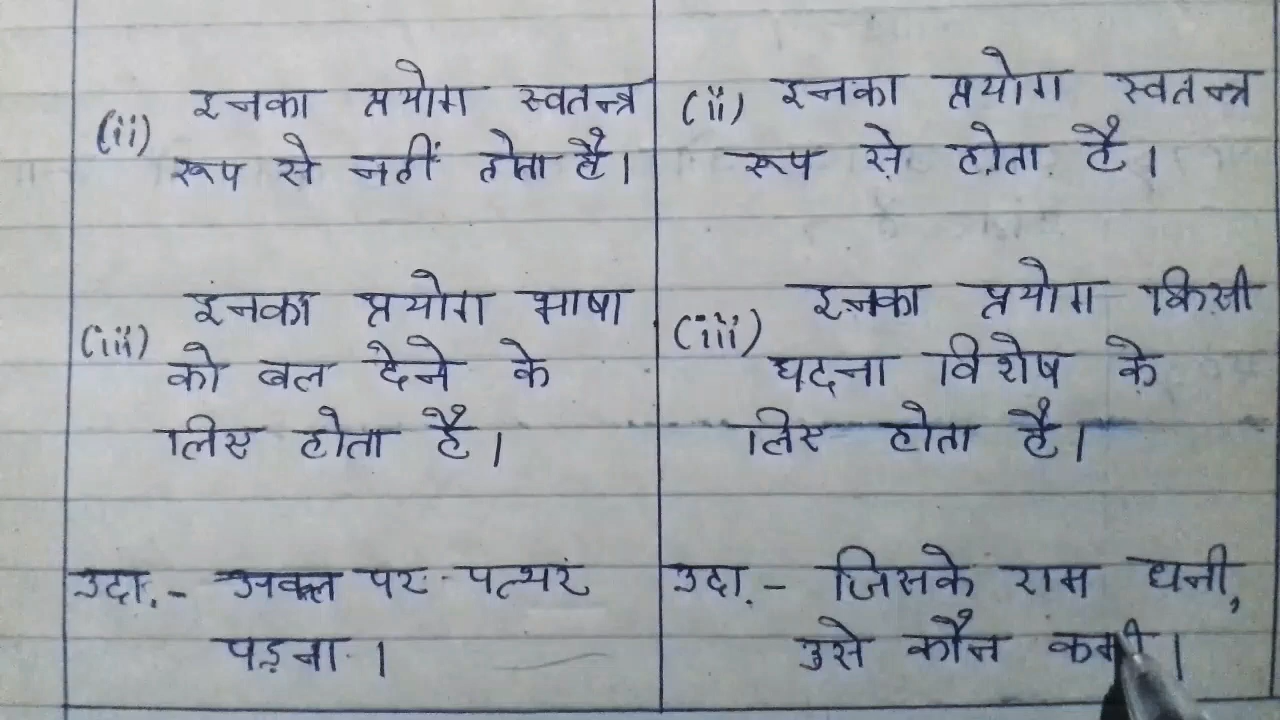 (ii) इनका प्रयोग स्वतन्त्र
रूप से नहीं होता है।
(iii) इनका प्रयोग भाषा
को बल देने के
लिए होता है।
उदा.- अक्ल पर पत्थर
पड़ना।
(ii) इनका प्रयोग स्वतन्त्र
रूप से होता है।
(iii) इनका प्रयोग किसी
घटना विशेष के
लिए होता है।
उदा.- जिसके राम धनी,
उसे कौन कमी।